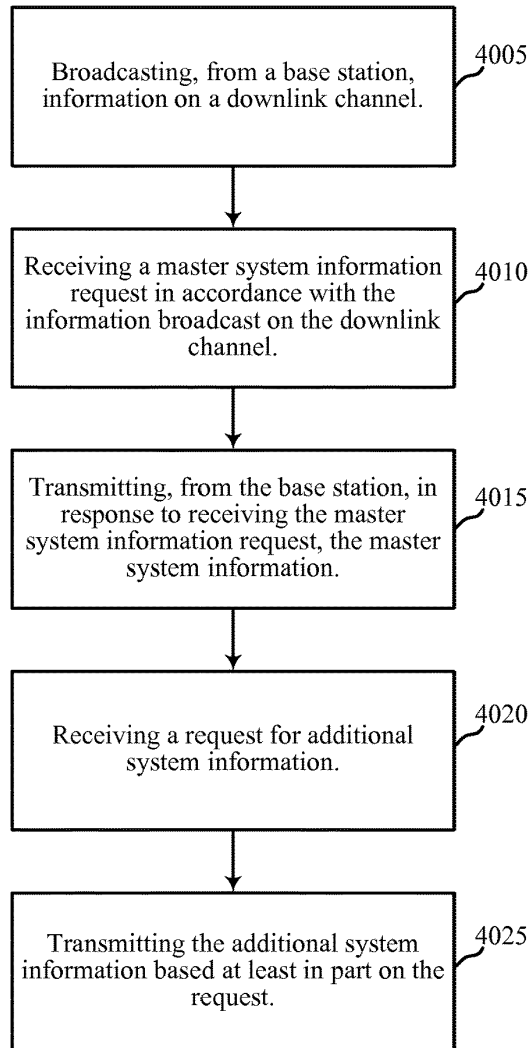 Broadcasting, from a base station,
information on a downlink channel.
4005
Receiving a master system information
request in accordance with the
information broadcast on the downlink
channel.
4010
Transmitting, from the base station, in
response to receiving the master
system information request, the master
system information.
4015
Receiving a request for additional
system information.
4020
Transmitting the additional system
information based at least in part on the
request.
4025